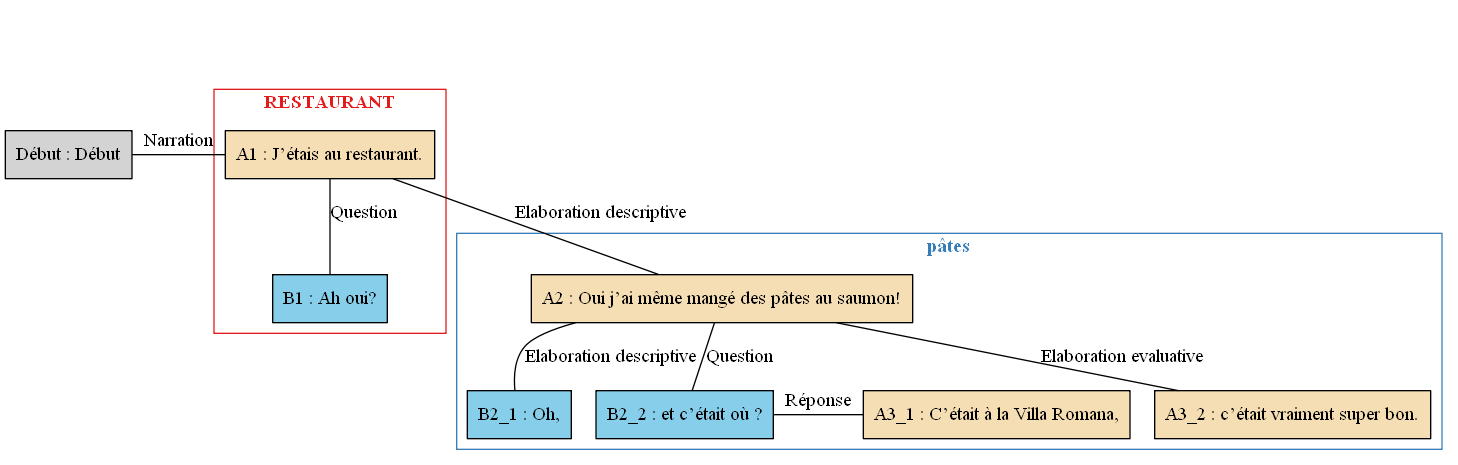 RESTAURANT
Début : Début
Narration
A1 : J'étais au restaurant.
Question
Elaboration descriptive
pâtes
B1 : Ah oui?
A2 : Oui j'ai même mangé des pâtes au saumon!
Elaboration descriptive
Question
Elaboration evaluative
B2_1 : Oh,
B2_2 : et c'était où ?
Réponse
A3_1 : C'était à la Villa Romana,
A3_2 : c'était vraiment super bon.